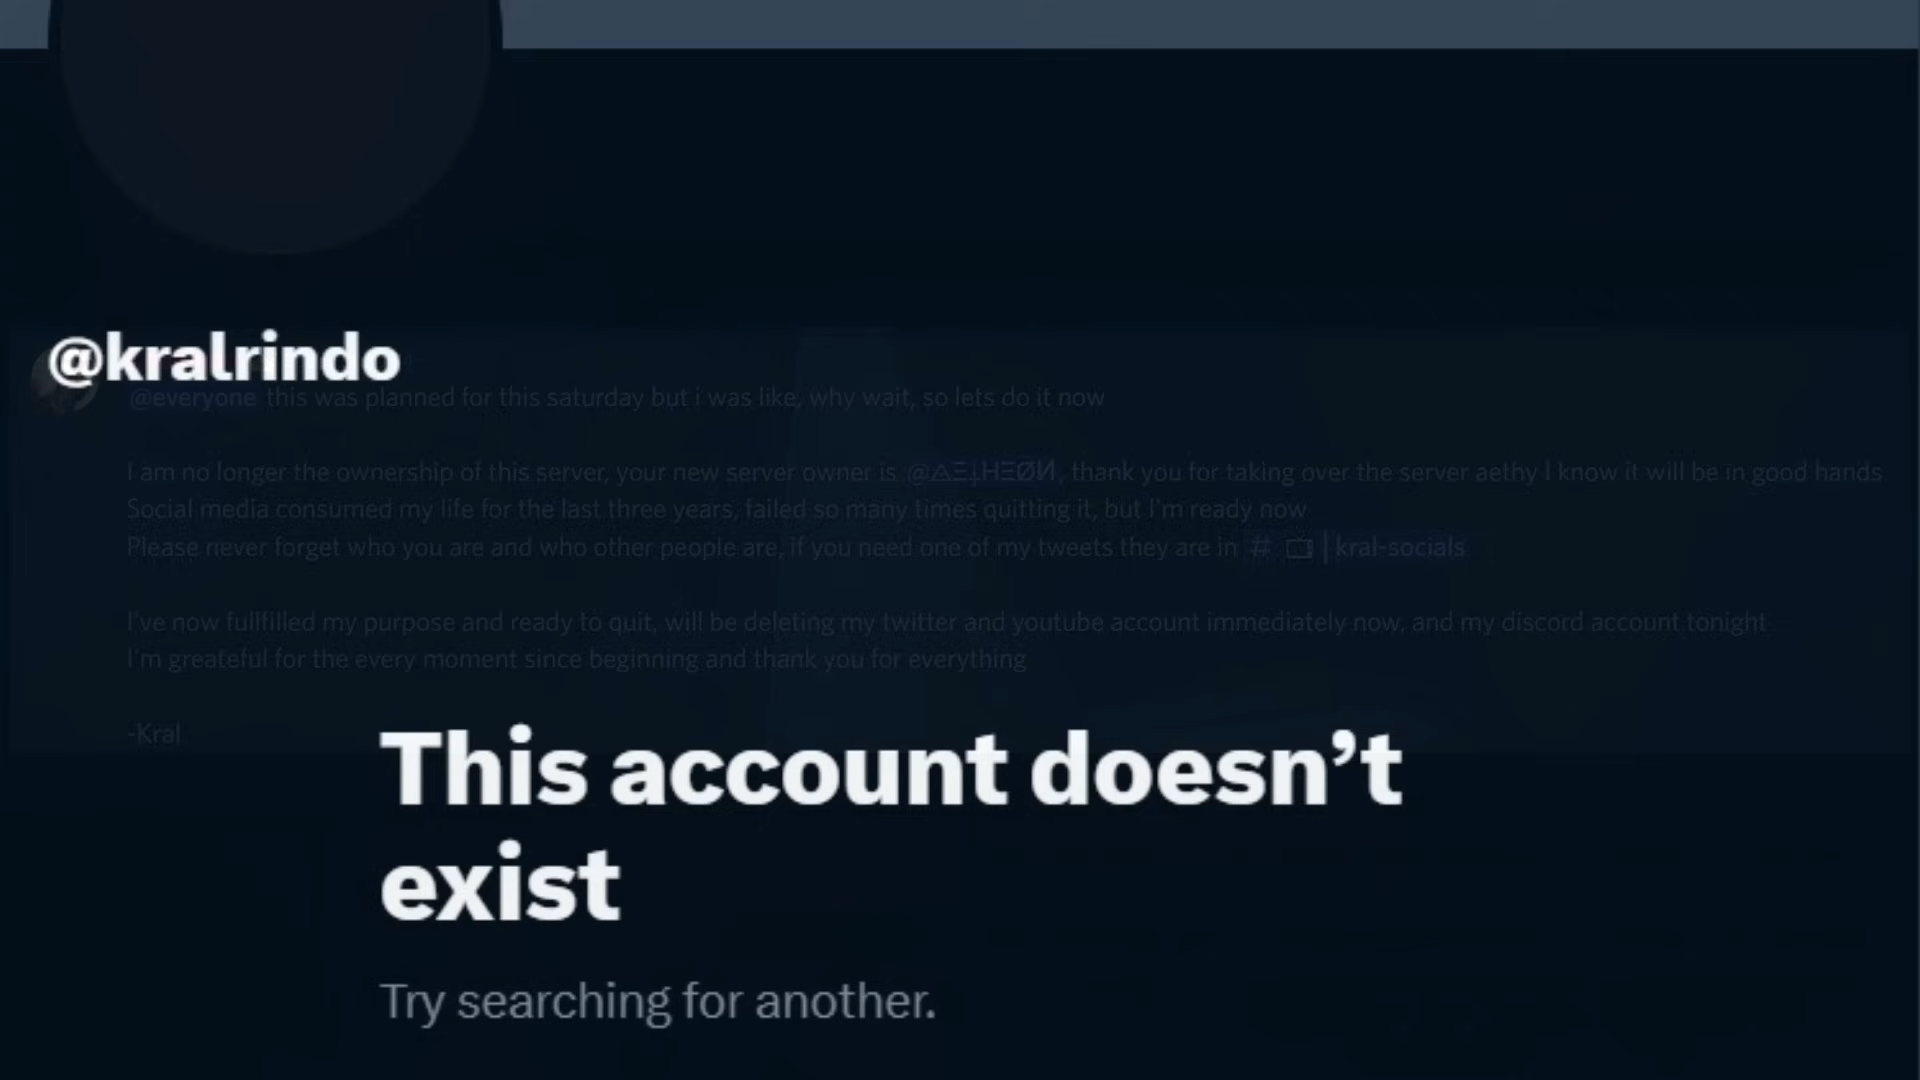 @kralrindo
@everyone this was planned for this saturday but i was like, why wait, so lets do it now
I am no longer the ownership of this server, your new server owner is @ΔΞ⸸HΞØИ, thank you for taking over the server aethy I know it will be in good hands
Social media consumed my life for the last three years, failed so many times quitting it, but I'm ready now
Please never forget who you are and who other people are, if you need one of my tweets they are in # 📺 | kral-socials
I've now fullfilled my purpose and ready to quit, will be deleting my twitter and youtube account immediately now, and my discord account tonight
I'm greateful for the every moment since beginning and thank you for everything
-Kral
This account doesn’t
exist
Try searching for another.